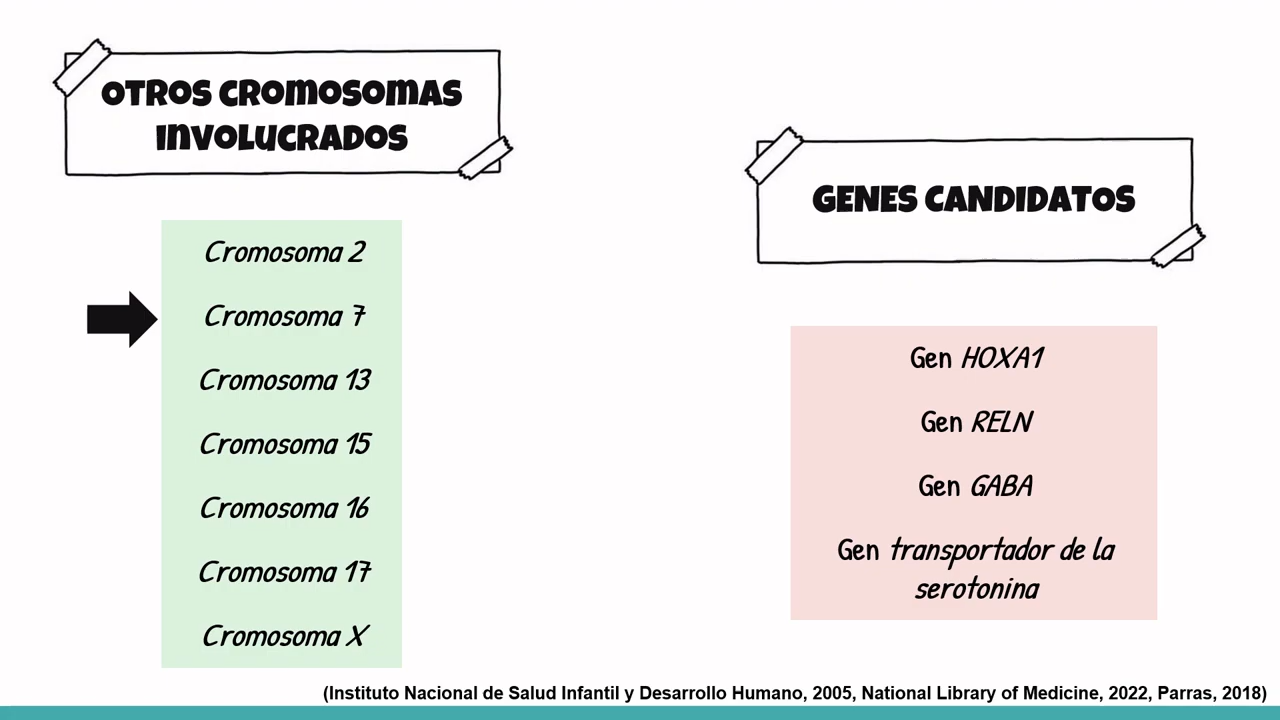 OTROS CROMOSOMAS
INVOLUCRADOS
Cromosoma 2
Cromosoma 7
Cromosoma 13
Cromosoma 15
Cromosoma 16
Cromosoma 17
Cromosoma X
GENES CANDIDATOS
Gen HOXA1
Gen RELN
Gen GABA
Gen transportador de la
serotonina
(Instituto Nacional de Salud Infantil y Desarrollo Humano, 2005, National Library of Medicine, 2022, Parras, 2018)